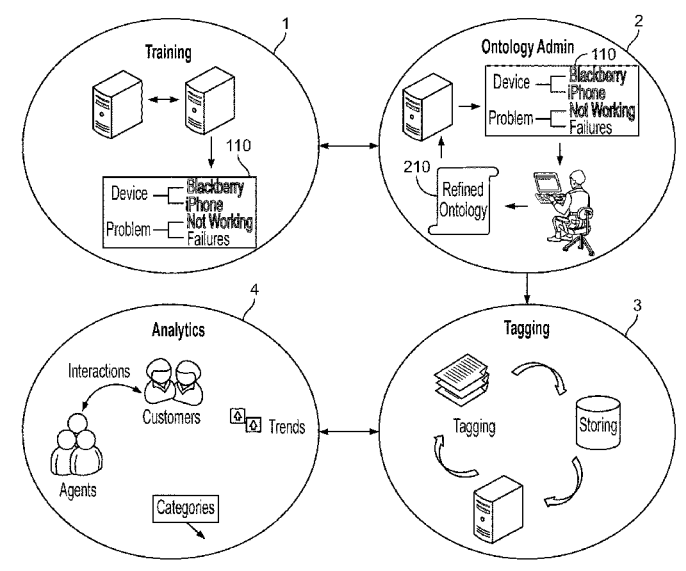 1
Training
110
Device
Blackberry
iPhone
Problem
Not Working
Failures
2
Ontology Admin
110
Device
Blackberry
iPhone
Problem
Not Working
Failures
210
Refined
Ontology
4
Analytics
Interactions
Customers
Agents
Trends
Categories
3
Tagging
Tagging
Storing